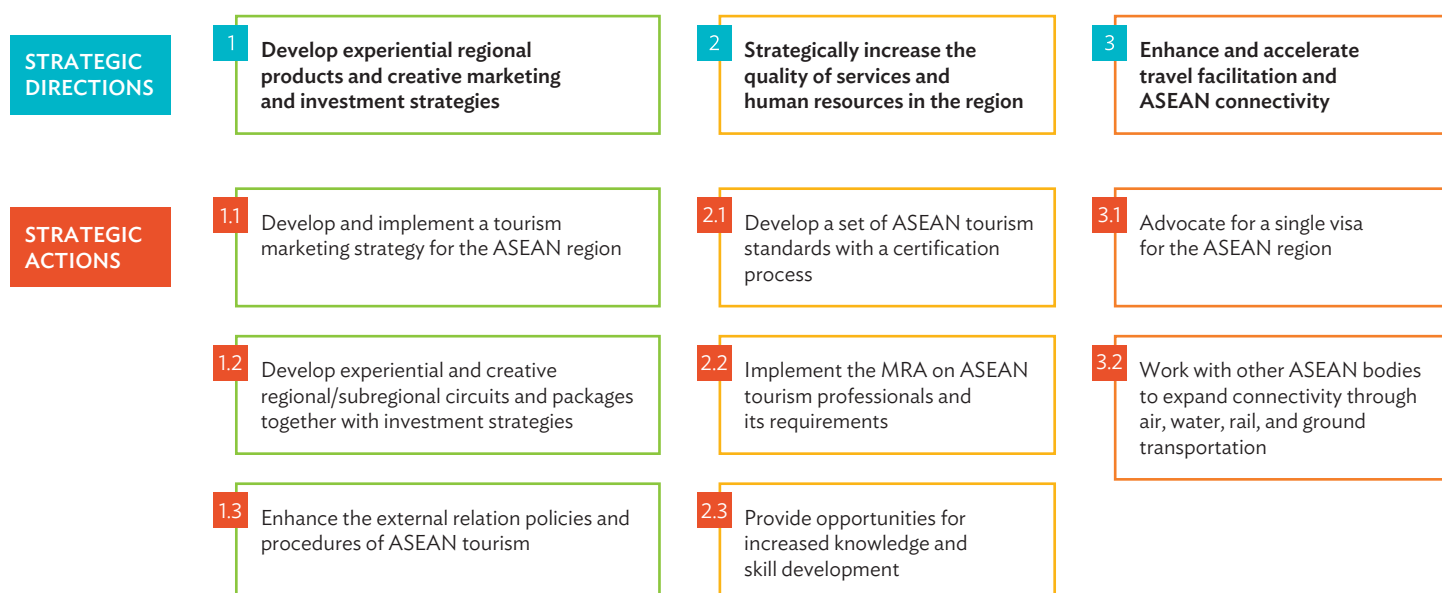 STRATEGIC
DIRECTIONS
1
Develop experiential regional
products and creative marketing
and investment strategies
2
Strategically increase the
quality of services and
human resources in the region
3
Enhance and accelerate
travel facilitation and
ASEAN connectivity
STRATEGIC
ACTIONS
1.1
Develop and implement a tourism
marketing strategy for the ASEAN region
2.1
Develop a set of ASEAN tourism
standards with a certification
process
3.1
Advocate for a single visa
for the ASEAN region
1.2
Develop experiential and creative
regional/subregional circuits and packages
together with investment strategies
2.2
Implement the MRA on ASEAN
tourism professionals and
its requirements
3.2
Work with other ASEAN bodies
to expand connectivity through
air, water, rail, and ground
transportation
1.3
Enhance the external relation policies and
procedures of ASEAN tourism
2.3
Provide opportunities for
increased knowledge and
skill development